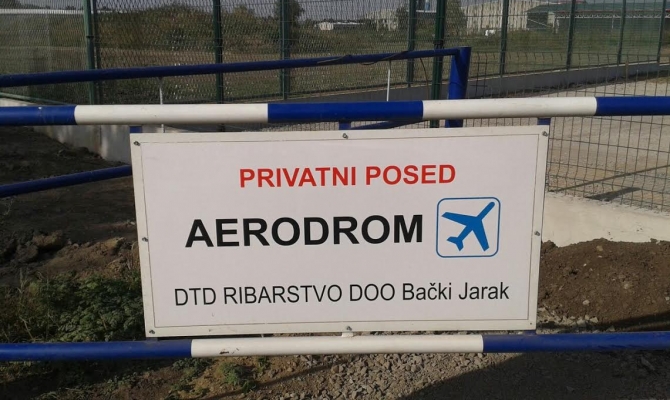 PRIVATNI POSED
AERODROM
DTD RIBARSTVO DOO Bački Jarak